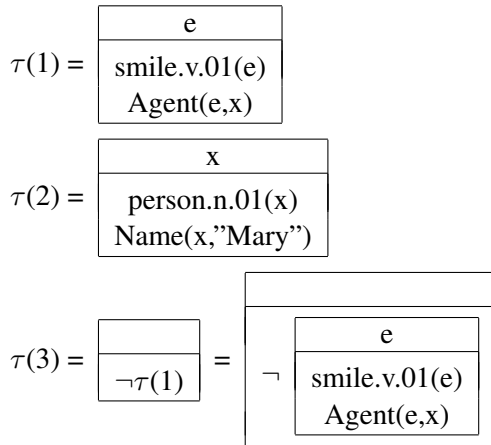 e
τ(1) = smile.v.01(e)
Agent(e,x)
x
τ(2) = person.n.01(x)
Name(x,”Mary”)
e
τ(3) = ¬τ(1) = ¬ smile.v.01(e)
Agent(e,x)